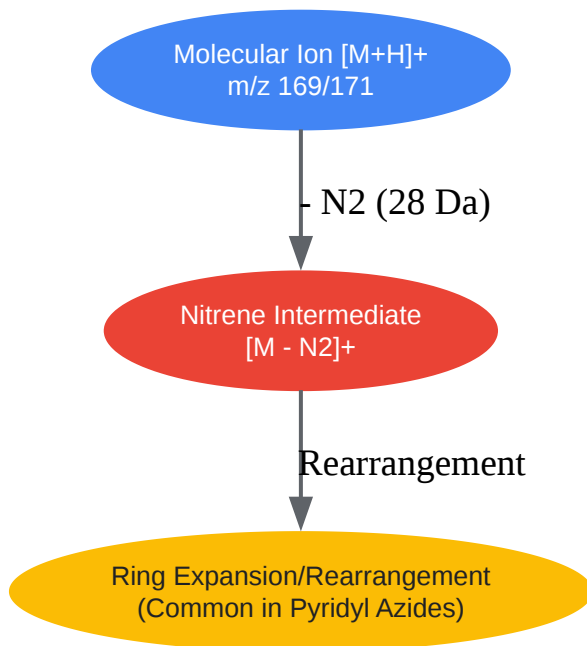 Molecular Ion [M+H]+
m/z 169/171
- N2 (28 Da)
Nitrene Intermediate
[M - N2]+
Rearrangement
Ring Expansion/Rearrangement
(Common in Pyridyl Azides)